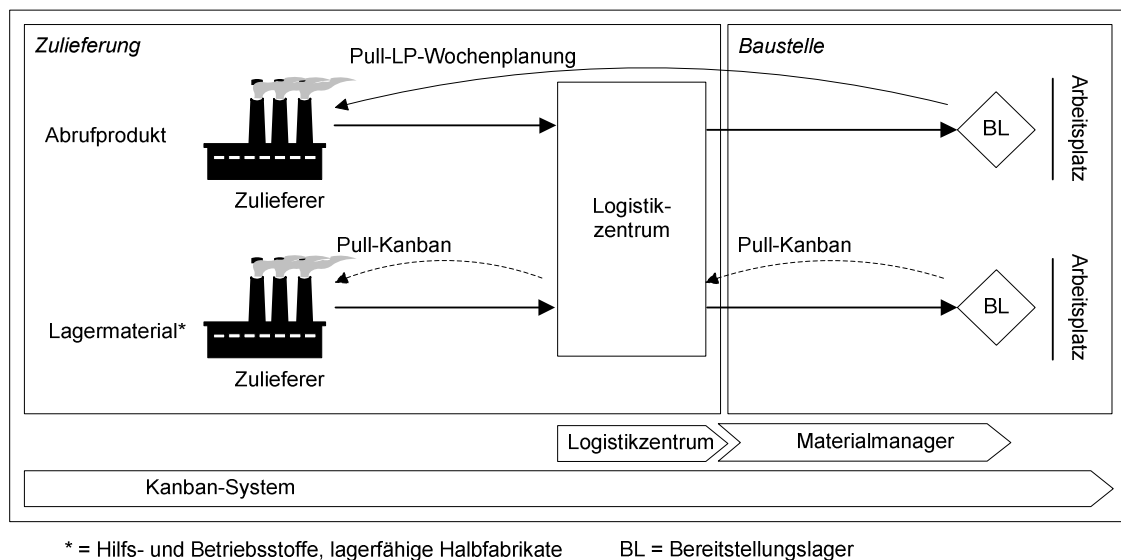 Zulieferung
Baustelle
Pull-LP-Wochenplanung
Abrufprodukt
BL
Arbeitsplatz
Zulieferer
Logistik-
zentrum
Pull-Kanban
Pull-Kanban
Lagermaterial*
BL
Arbeitsplatz
Zulieferer
Logistikzentrum
Materialmanager
Kanban-System
* = Hilfs- und Betriebsstoffe, lagerfähige Halbfabrikate
BL = Bereitstellungslager